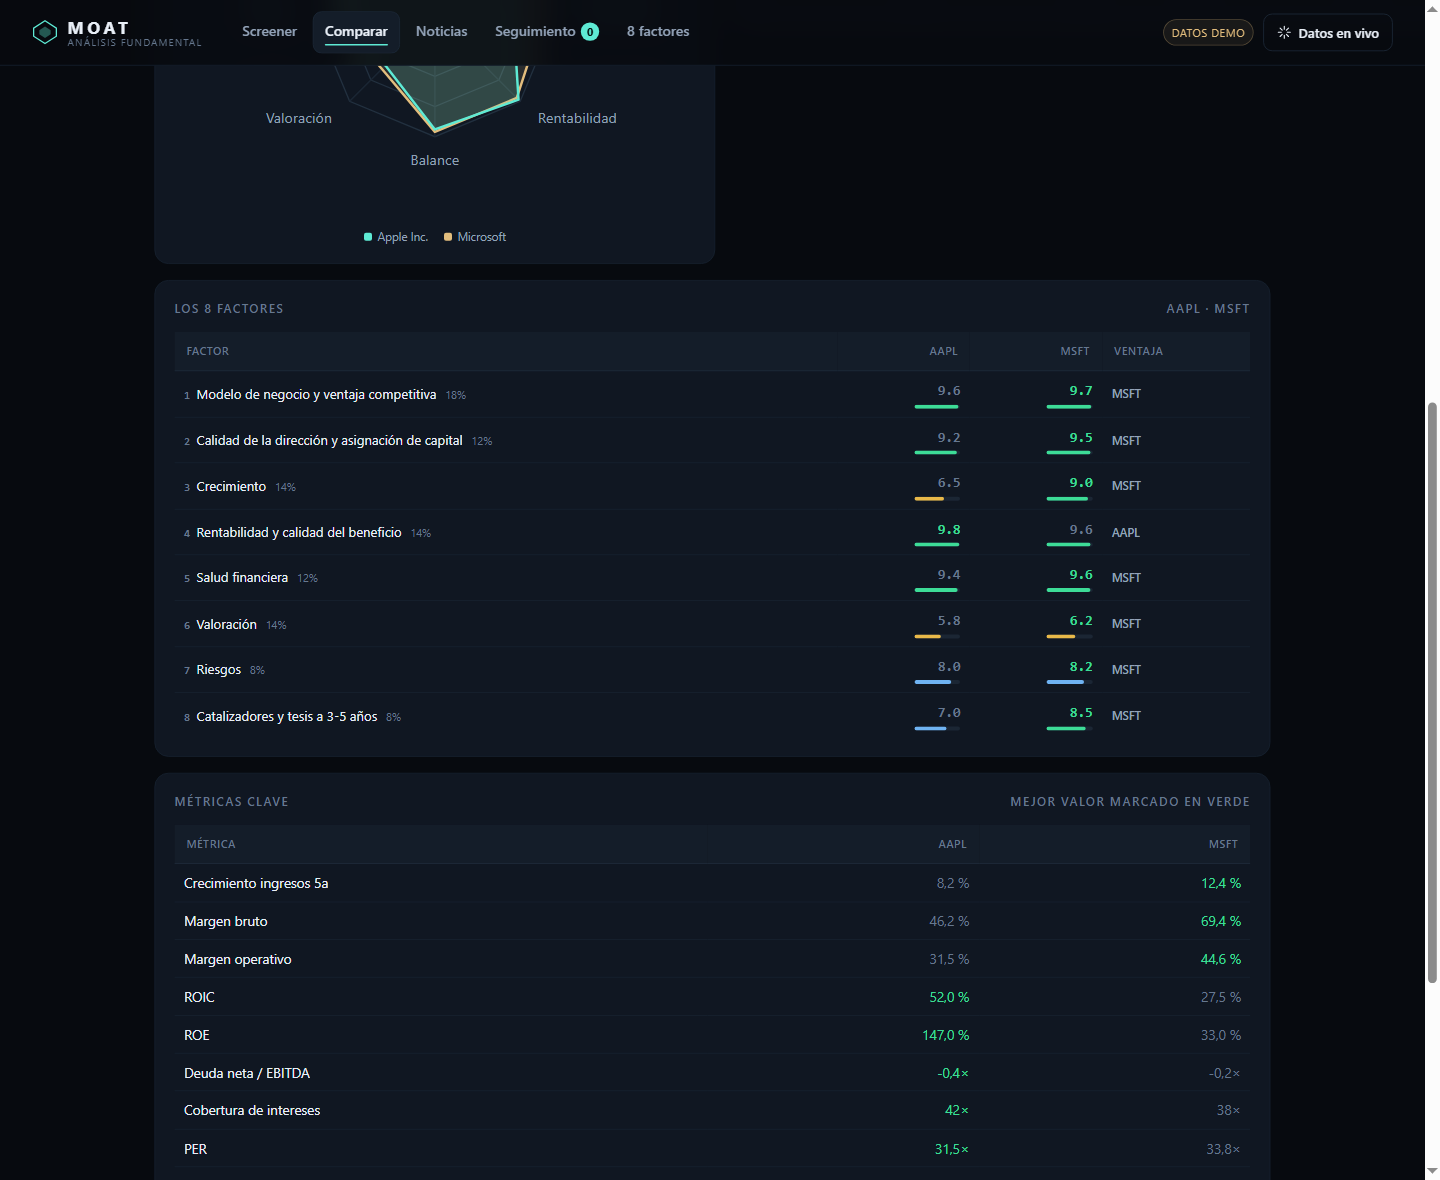 MOAT
ANÁLISIS FUNDAMENTAL
Screener
Comparar
Noticias
Seguimiento 0
8 factores
DATOS DEMO
Datos en vivo
Valoración
Rentabilidad
Balance
Apple Inc. Microsoft
LOS 8 FACTORES
AAPL · MSFT
FACTOR AAPL MSFT VENTAJA
1 Modelo de negocio y ventaja competitiva 18% 9.6 9.7 MSFT
2 Calidad de la dirección y asignación de capital 12% 9.2 9.5 MSFT
3 Crecimiento 14% 6.5 9.0 MSFT
4 Rentabilidad y calidad del beneficio 14% 9.8 9.6 AAPL
5 Salud financiera 12% 9.4 9.6 MSFT
6 Valoración 14% 5.8 6.2 MSFT
7 Riesgos 8% 8.0 8.2 MSFT
8 Catalizadores y tesis a 3-5 años 8% 7.0 8.5 MSFT
MÉTRICAS CLAVE
MEJOR VALOR MARCADO EN VERDE
MÉTRICA AAPL MSFT
Crecimiento ingresos 5a 8,2 % 12,4 %
Margen bruto 46,2 % 69,4 %
Margen operativo 31,5 % 44,6 %
ROIC 52,0 % 27,5 %
ROE 147,0 % 33,0 %
Deuda neta / EBITDA -0,4× -0,2×
Cobertura de intereses 42× 38×
PER 31,5× 33,8×